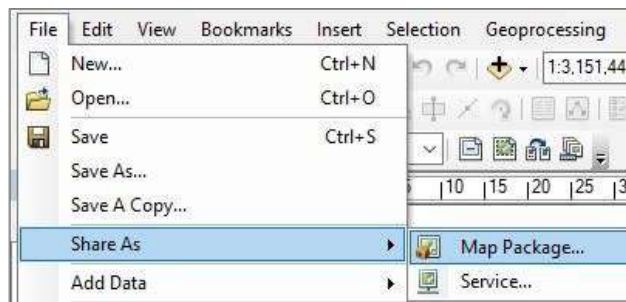 File Edit View Bookmarks Insert Selection Geoprocessing
New... Ctrl+N
1:3,151,44
Open... Ctrl+O
Save Ctrl+S
Save As...
10 15 20 25
Save A Copy...
Share As Map Package...
Add Data Service...